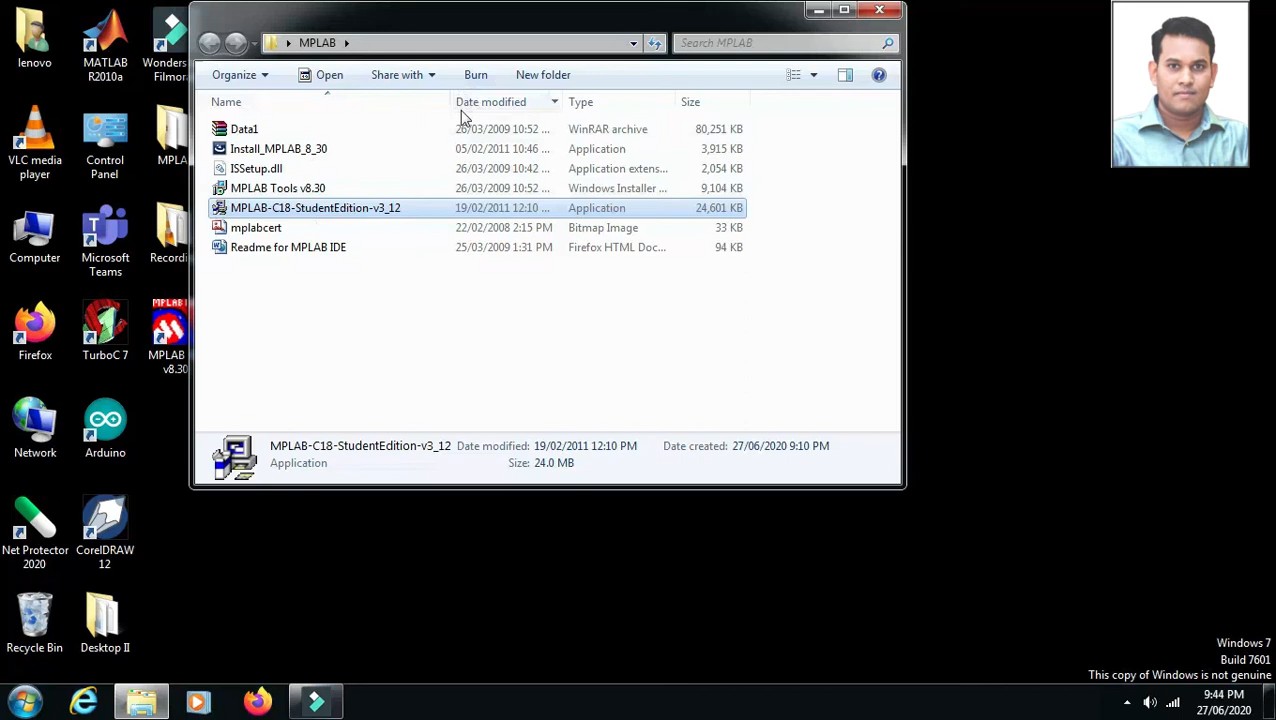 MPLAB
Search MPLAB
Organize Open Share with Burn New folder
Name Date modified Type Size
Data1 26/03/2009 10:52 ... WinRAR archive 80,251 KB
Install_MPLAB_8_30 05/02/2011 10:46 ... Application 3,915 KB
ISSetup.dll 26/03/2009 10:42 ... Application extens... 2,054 KB
MPLAB Tools v8.30 26/03/2009 10:52 ... Windows Installer ... 9,104 KB
MPLAB-C18-StudentEdition-v3_12 19/02/2011 12:10 ... Application 24,601 KB
mplabcert 22/02/2008 2:15 PM Bitmap Image 33 KB
Readme for MPLAB IDE 25/03/2009 1:31 PM Firefox HTML Doc... 94 KB
MPLAB-C18-StudentEdition-v3_12 Date modified: 19/02/2011 12:10 PM Date created: 27/06/2020 9:10 PM
Application Size: 24.0 MB
lenovo
MATLAB
R2010a
Wonders
Filmora
VLC media
player
Control
Panel
MPLA
Computer
Microsoft
Teams
Recordi
Firefox
TurboC 7
MPLAB
MPLAB
v8.30
Network
Arduino
Net Protector
2020
CorelDRAW
12
Recycle Bin
Desktop II
Windows 7
Build 7601
This copy of Windows is not genuine
9:44 PM
27/06/2020